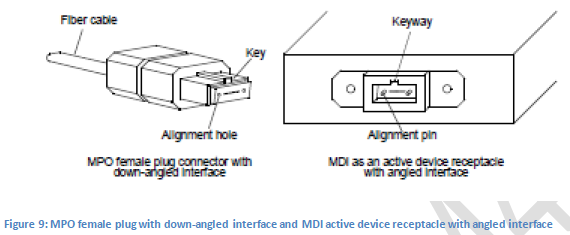 Fiber cable
Key
Alignment hole
MPO female plug connector with
down-angled interface
Keyway
Alignment pin
MDI as an active device receptacle
with angled interface
Figure 9: MPO female plug with down-angled interface and MDI active device receptacle with angled interface